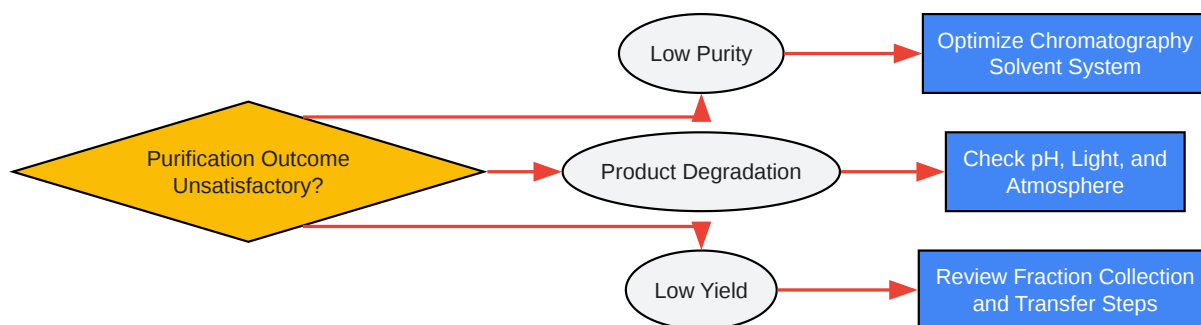 Low Purity
Optimize Chromatography
Solvent System
Purification Outcome
Unsatisfactory?
Product Degradation
Check pH, Light, and
Atmosphere
Low Yield
Review Fraction Collection
and Transfer Steps